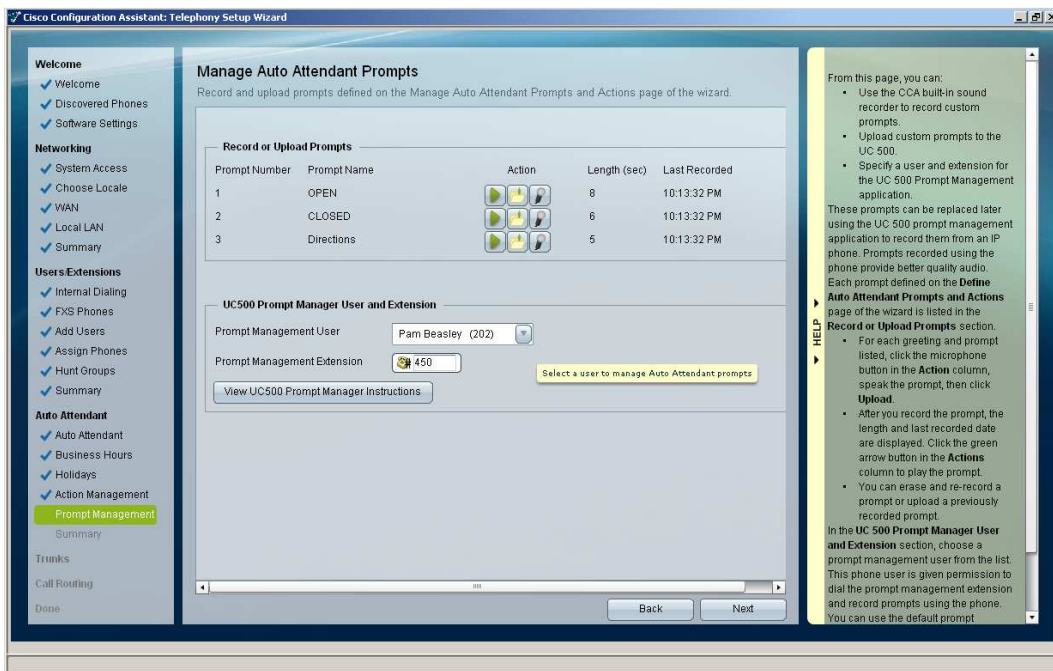 Cisco Configuration Assistant: Telephony Setup Wizard
Welcome
Welcome
Discovered Phones
Software Settings
Networking
System Access
Choose Locale
WAN
Local LAN
Summary
Users/Extensions
Internal Dialing
FXS Phones
Add Users
Assign Phones
Hunt Groups
Summary
Auto Attendant
Auto Attendant
Business Hours
Holidays
Action Management
Prompt Management
Summary
Trunks
Call Routing
Done
Manage Auto Attendant Prompts
Record and upload prompts defined on the Manage Auto Attendant Prompts and Actions page of the wizard.
Record or Upload Prompts
Prompt Number Prompt Name Action Length (sec) Last Recorded
1 OPEN 8 10:13:32 PM
2 CLOSED 6 10:13:32 PM
3 Directions 5 10:13:32 PM
UC500 Prompt Manager User and Extension
Prompt Management User Pam Beasley (202)
Prompt Management Extension 450
Select a user to manage Auto Attendant prompts
View UC500 Prompt Manager Instructions
Back Next
HELP
From this page, you can:
• Use the CCA built-in sound
recorder to record custom
prompts.
• Upload custom prompts to the
UC 500.
• Specify a user and extension for
the UC 500 Prompt Management
application.
These prompts can be replaced later
using the UC 500 prompt management
application to record them from an IP
phone. Prompts recorded using the
phone provide better quality audio.
Each prompt defined on the Define
Auto Attendant Prompts and Actions
page of the wizard is listed in the
Record or Upload Prompts section.
• For each greeting and prompt
listed, click the microphone
button in the Action column,
speak the prompt, then click
Upload.
• After you record the prompt, the
length and last recorded date
are displayed. Click the green
arrow button in the Actions
column to play the prompt.
• You can erase and re-record a
prompt or upload a previously
recorded prompt.
In the UC 500 Prompt Manager User
and Extension section, choose a
prompt management user from the list.
This phone user is given permission to
dial the prompt management extension
and record prompts using the phone.
You can use the default prompt